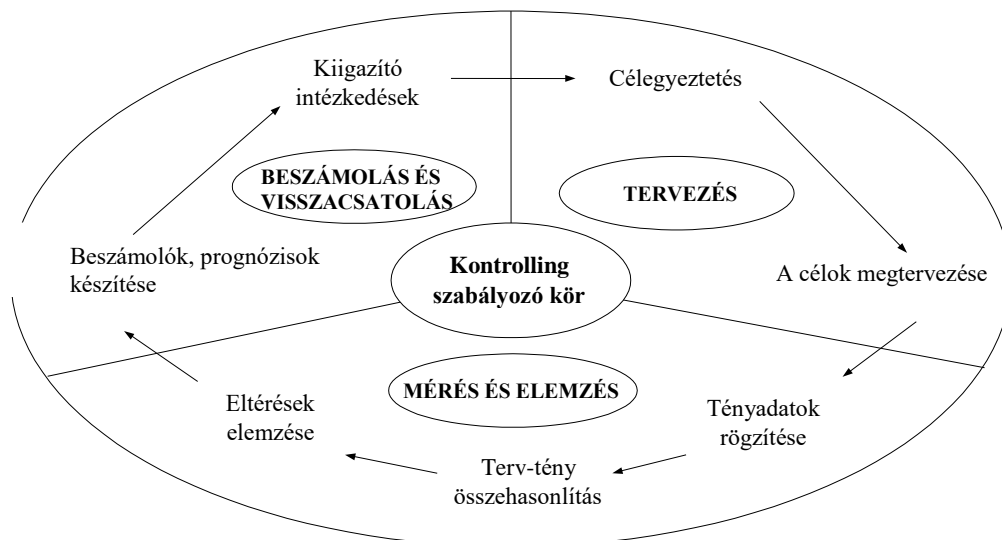 Kiigazító
intézkedések
Célegyeztetés
BESZÁMOLÁS ÉS
VISSZACSATOLÁS
TERVEZÉS
Beszámolók, prognózisok
készítése
Kontrolling
szabályozó kör
A célok megtervezése
MÉRÉS ÉS ELEMZÉS
Eltérések
elemzése
Tényadatok
rögzítése
Terv-tény
összehasonlítás